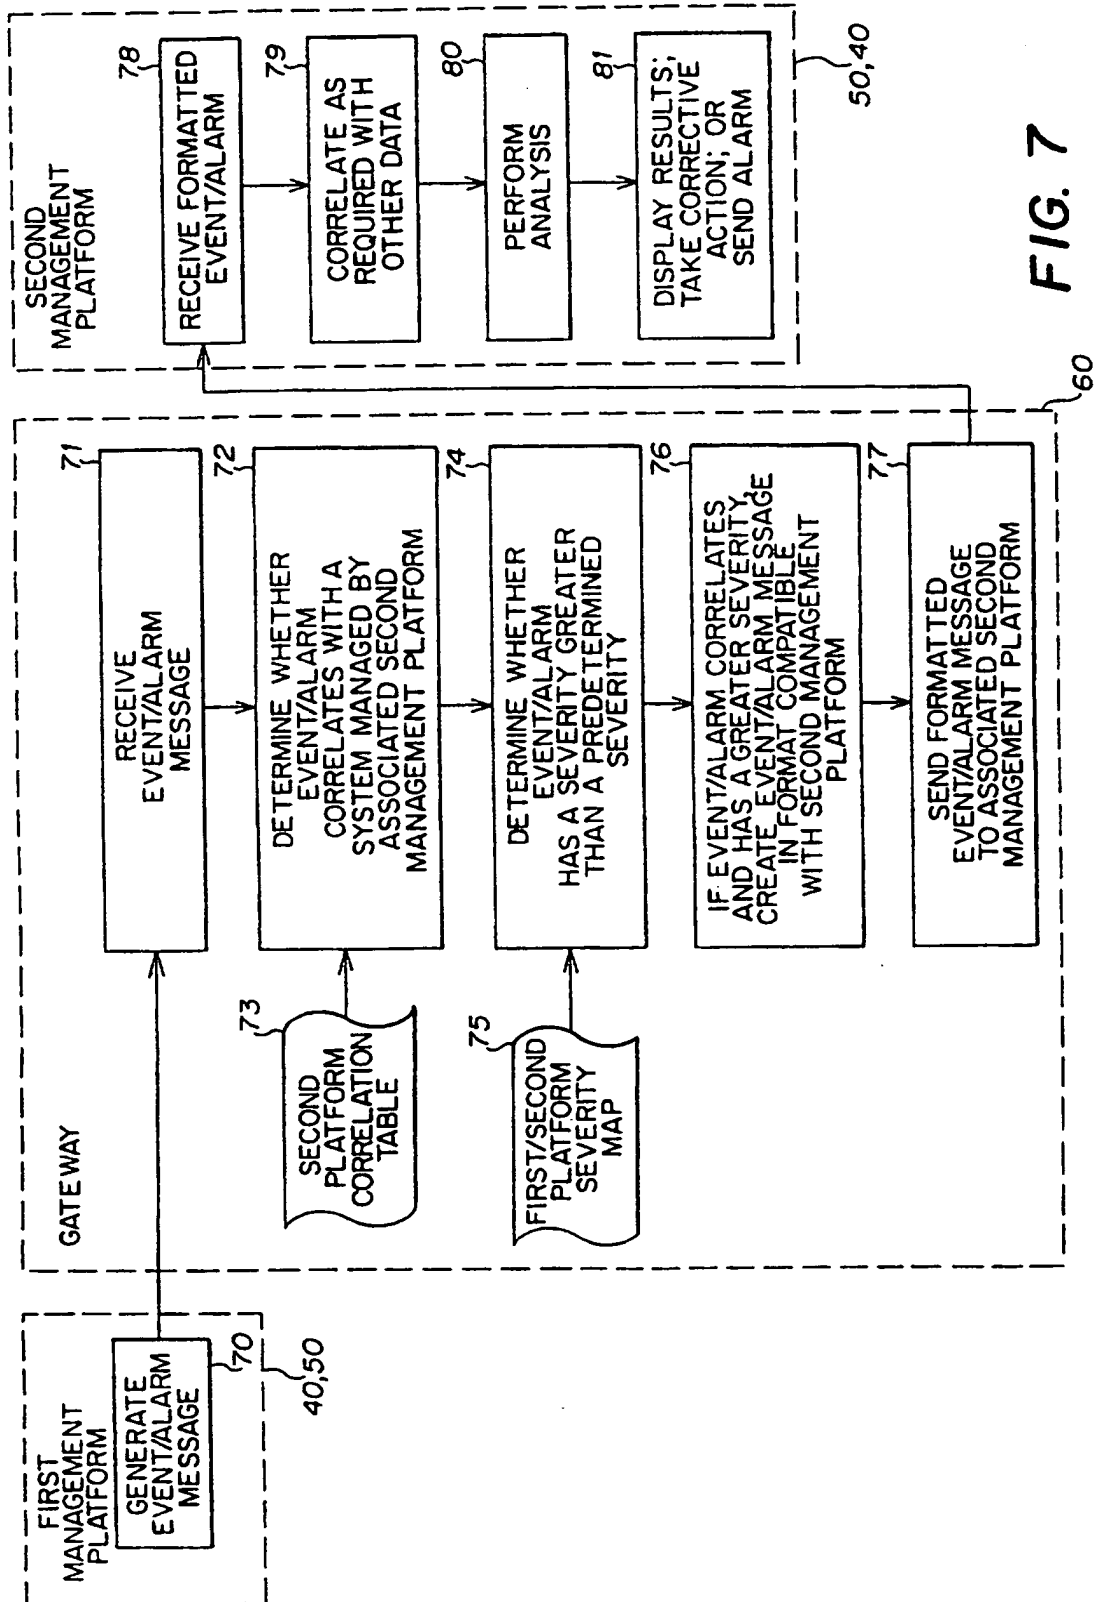 FIRST
MANAGEMENT
PLATFORM
GENERATE
EVENT/ALARM
MESSAGE
70
40,50
GATEWAY
71
RECEIVE
EVENT/ALARM
MESSAGE
72
DETERMINE WHETHER
EVENT/ALARM
CORRELATES WITH A
SYSTEM MANAGED BY
ASSOCIATED SECOND
MANAGEMENT PLATFORM
73
SECOND
PLATFORM
CORRELATION
TABLE
74
DETERMINE WHETHER
EVENT/ALARM
HAS A SEVERITY GREATER
THAN A PREDETERMINED
SEVERITY
75
FIRST/SECOND
PLATFORM
SEVERITY
MAP
76
IF EVENT/ALARM CORRELATES
AND HAS A GREATER SEVERITY,
CREATE EVENT/ALARM MESSAGE
IN FORMAT COMPATIBLE
WITH SECOND MANAGEMENT
PLATFORM
77
SEND FORMATTED
EVENT/ALARM MESSAGE
TO ASSOCIATED SECOND
MANAGEMENT PLATFORM
60
SECOND
MANAGEMENT
PLATFORM
78
RECEIVE FORMATTED
EVENT/ALARM
79
CORRELATE AS
REQUIRED WITH
OTHER DATA
80
PERFORM
ANALYSIS
81
DISPLAY RESULTS;
TAKE CORRECTIVE
ACTION; OR
SEND ALARM
50,40
FIG. 7